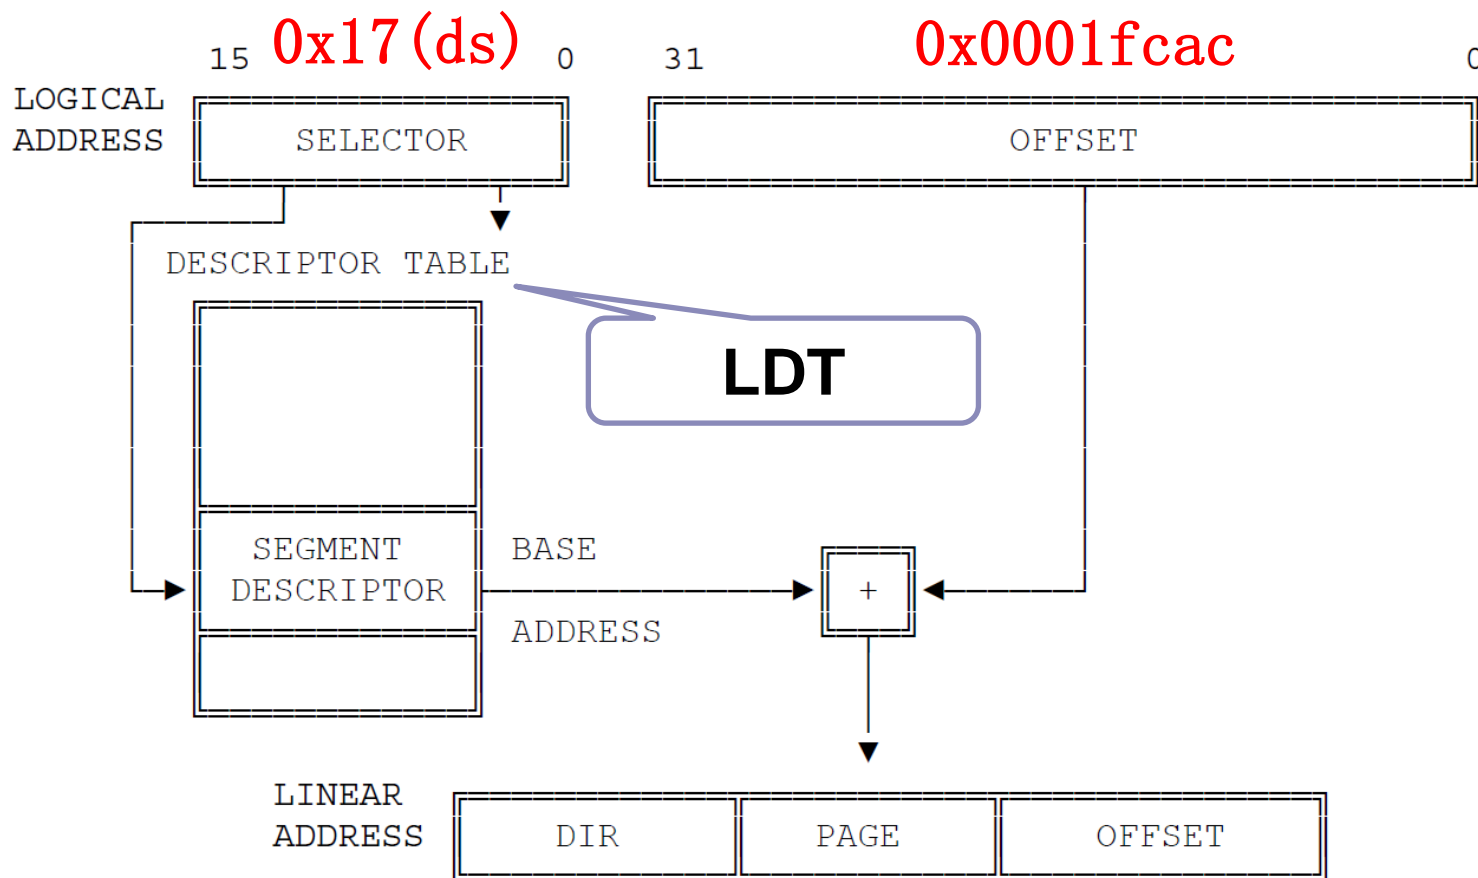 0x17(ds) 0x0001fcac
15 0 31 0
LOGICAL
ADDRESS SELECTOR OFFSET
DESCRIPTOR TABLE
LDT
SEGMENT BASE
DESCRIPTOR +
ADDRESS
LINEAR
ADDRESS DIR PAGE OFFSET